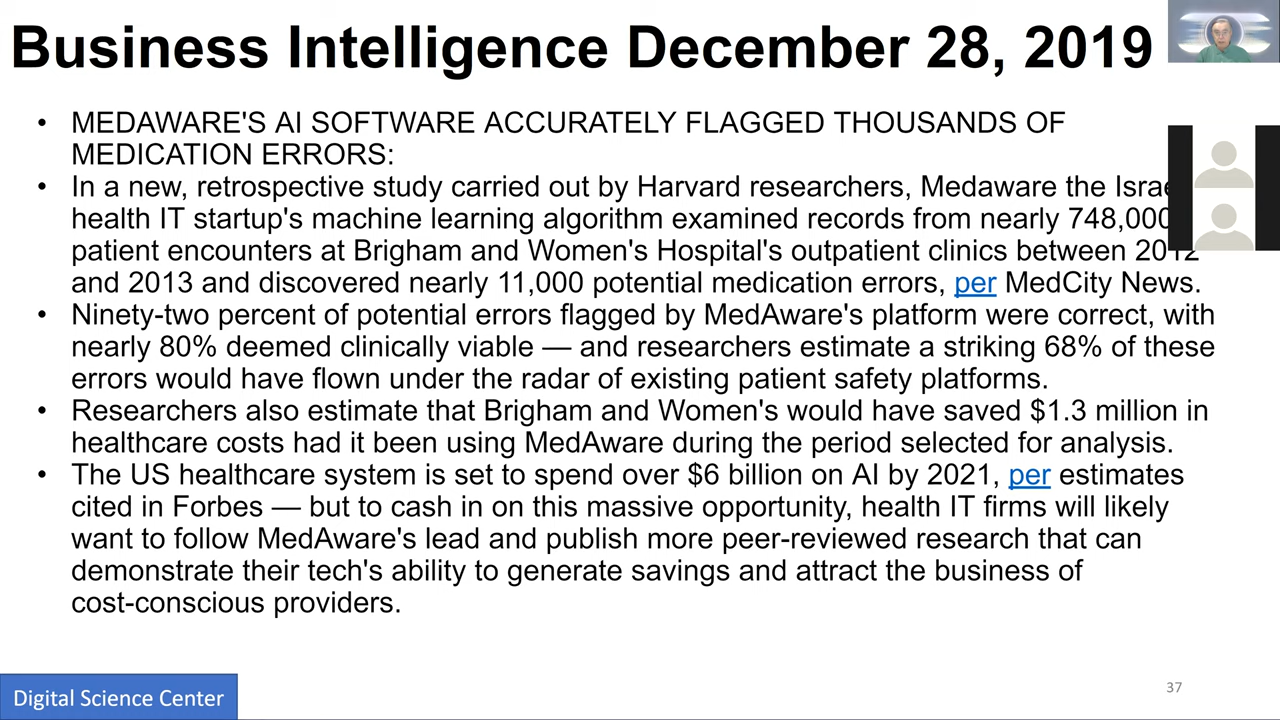 Business Intelligence December 28, 2019
• MEDAWARE'S AI SOFTWARE ACCURATELY FLAGGED THOUSANDS OF
MEDICATION ERRORS:
• In a new, retrospective study carried out by Harvard researchers, Medaware the
health IT startup's machine learning algorithm examined records from nearly 748,000
patient encounters at Brigham and Women's Hospital's outpatient clinics between 2012
and 2013 and discovered nearly 11,000 potential medication errors, per MedCity News.
• Ninety-two percent of potential errors flagged by MedAware's platform were correct, with
nearly 80% deemed clinically viable — and researchers estimate a striking 68% of these
errors would have flown under the radar of existing patient safety platforms.
• Researchers also estimate that Brigham and Women's would have saved $1.3 million in
healthcare costs had it been using MedAware during the period selected for analysis.
• The US healthcare system is set to spend over $6 billion on AI by 2021, per estimates
cited in Forbes — but to cash in on this massive opportunity, health IT firms will likely
want to follow MedAware's lead and publish more peer-reviewed research that can
demonstrate their tech's ability to generate savings and attract the business of
cost-conscious providers.
Digital Science Center
37